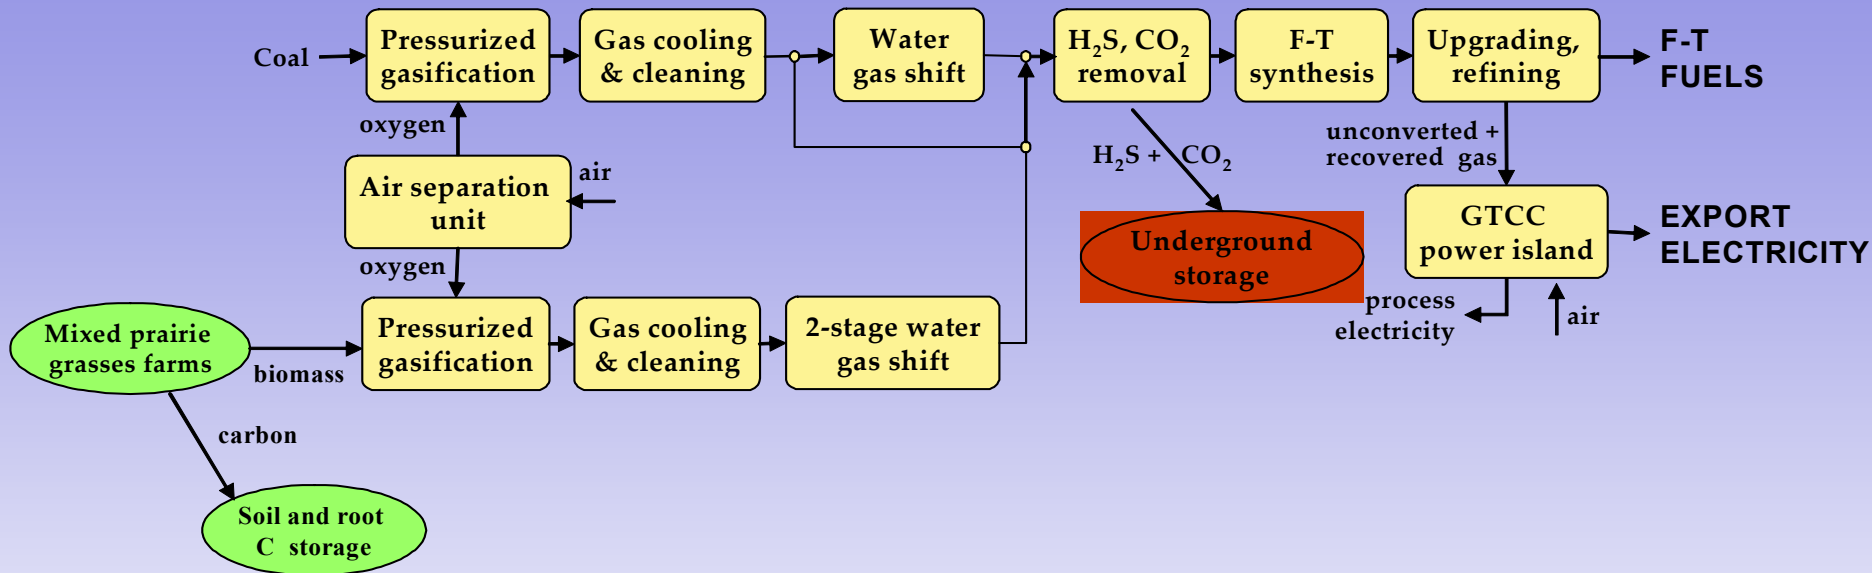 Coal
Pressurized
gasification
Gas cooling
& cleaning
Water
gas shift
H₂S, CO₂
removal
F-T
synthesis
Upgrading,
refining
F-T
FUELS
oxygen
unconverted +
recovered gas
H₂S + CO₂
Air separation
unit
air
GTCC
power island
EXPORT
ELECTRICITY
Underground
storage
oxygen
process
electricity
air
Mixed prairie
grasses farms
biomass
Pressurized
gasification
Gas cooling
& cleaning
2-stage water
gas shift
carbon
Soil and root
C storage